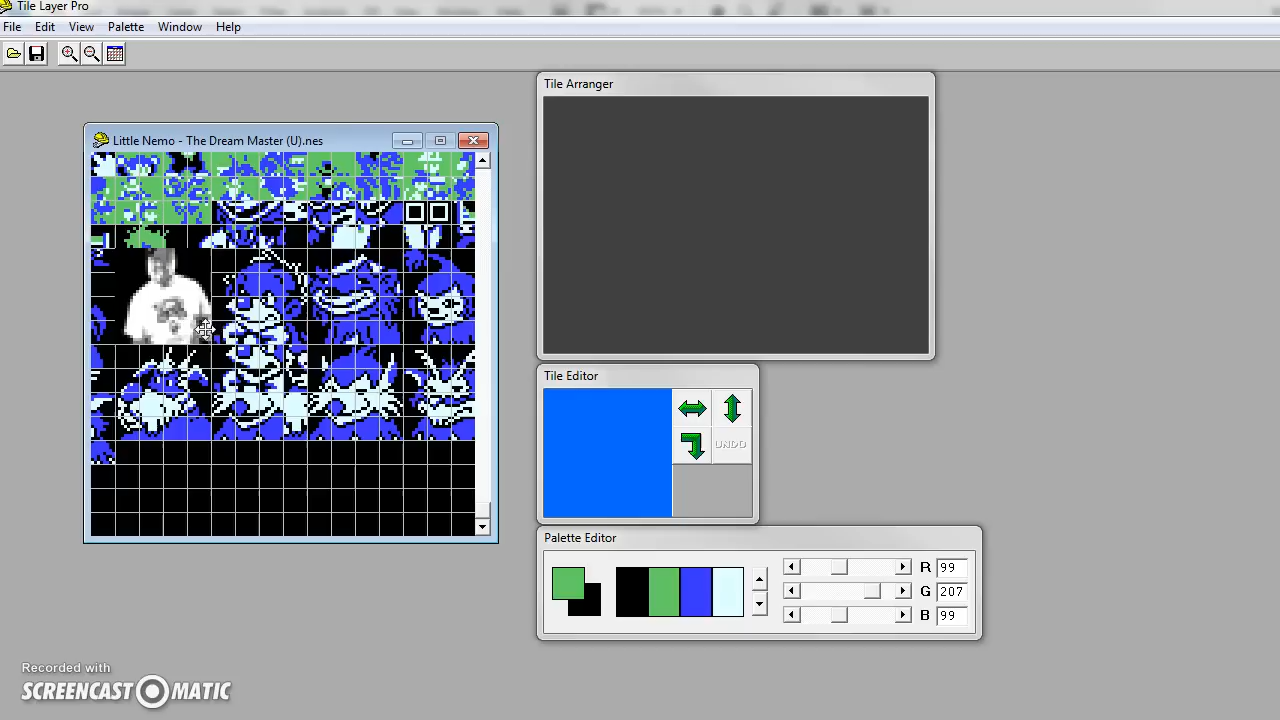 Tile Layer Pro
File Edit View Palette Window Help
Little Nemo - The Dream Master (U).nes
Tile Arranger
Tile Editor
UNDO
Palette Editor
R 99
G 207
B 99
Recorded with
SCREENCAST MATIC